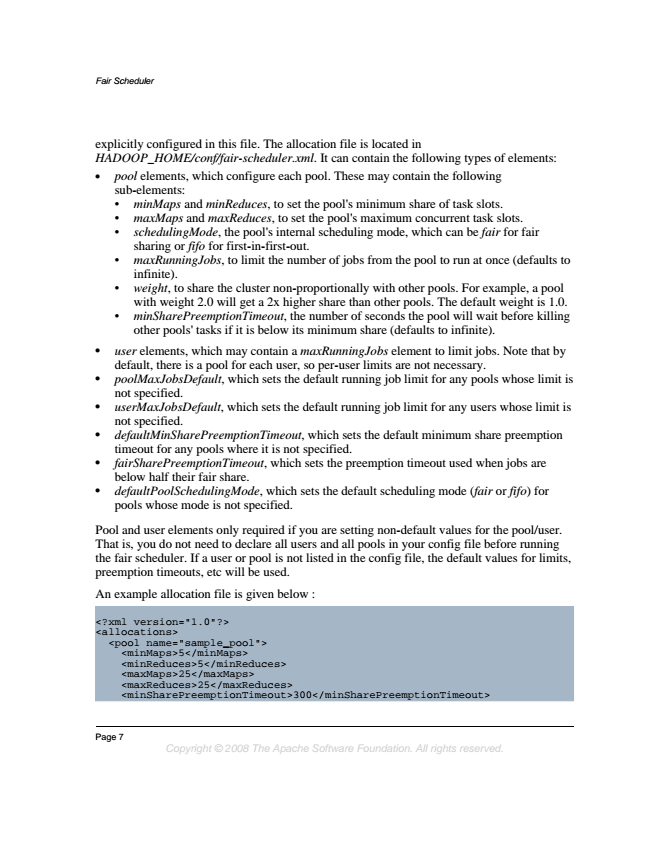 Fair Scheduler
explicitly configured in this file. The allocation file is located in
HADOOP_HOME/conf/fair-scheduler.xml. It can contain the following types of elements:
• pool elements, which configure each pool. These may contain the following
sub-elements:
• minMaps and minReduces, to set the pool's minimum share of task slots.
• maxMaps and maxReduces, to set the pool's maximum concurrent task slots.
• schedulingMode, the pool's internal scheduling mode, which can be fair for fair
sharing or fifo for first-in-first-out.
• maxRunningJobs, to limit the number of jobs from the pool to run at once (defaults to
infinite).
• weight, to share the cluster non-proportionally with other pools. For example, a pool
with weight 2.0 will get a 2x higher share than other pools. The default weight is 1.0.
• minSharePreemptionTimeout, the number of seconds the pool will wait before killing
other pools' tasks if it is below its minimum share (defaults to infinite).
• user elements, which may contain a maxRunningJobs element to limit jobs. Note that by
default, there is a pool for each user, so per-user limits are not necessary.
• poolMaxJobsDefault, which sets the default running job limit for any pools whose limit is
not specified.
• userMaxJobsDefault, which sets the default running job limit for any users whose limit is
not specified.
• defaultMinSharePreemptionTimeout, which sets the default minimum share preemption
timeout for any pools where it is not specified.
• fairSharePreemptionTimeout, which sets the preemption timeout used when jobs are
below half their fair share.
• defaultPoolSchedulingMode, which sets the default scheduling mode (fair or fifo) for
pools whose mode is not specified.
Pool and user elements only required if you are setting non-default values for the pool/user.
That is, you do not need to declare all users and all pools in your config file before running
the fair scheduler. If a user or pool is not listed in the config file, the default values for limits,
preemption timeouts, etc will be used.
An example allocation file is given below :
<?xml version="1.0"?>
<allocations>
<pool name="sample_pool">
<minMaps>5</minMaps>
<minReduces>5</minReduces>
<maxMaps>25</maxMaps>
<maxReduces>25</maxReduces>
<minSharePreemptionTimeout>300</minSharePreemptionTimeout>
Page 7
Copyright © 2008 The Apache Software Foundation. All rights reserved.